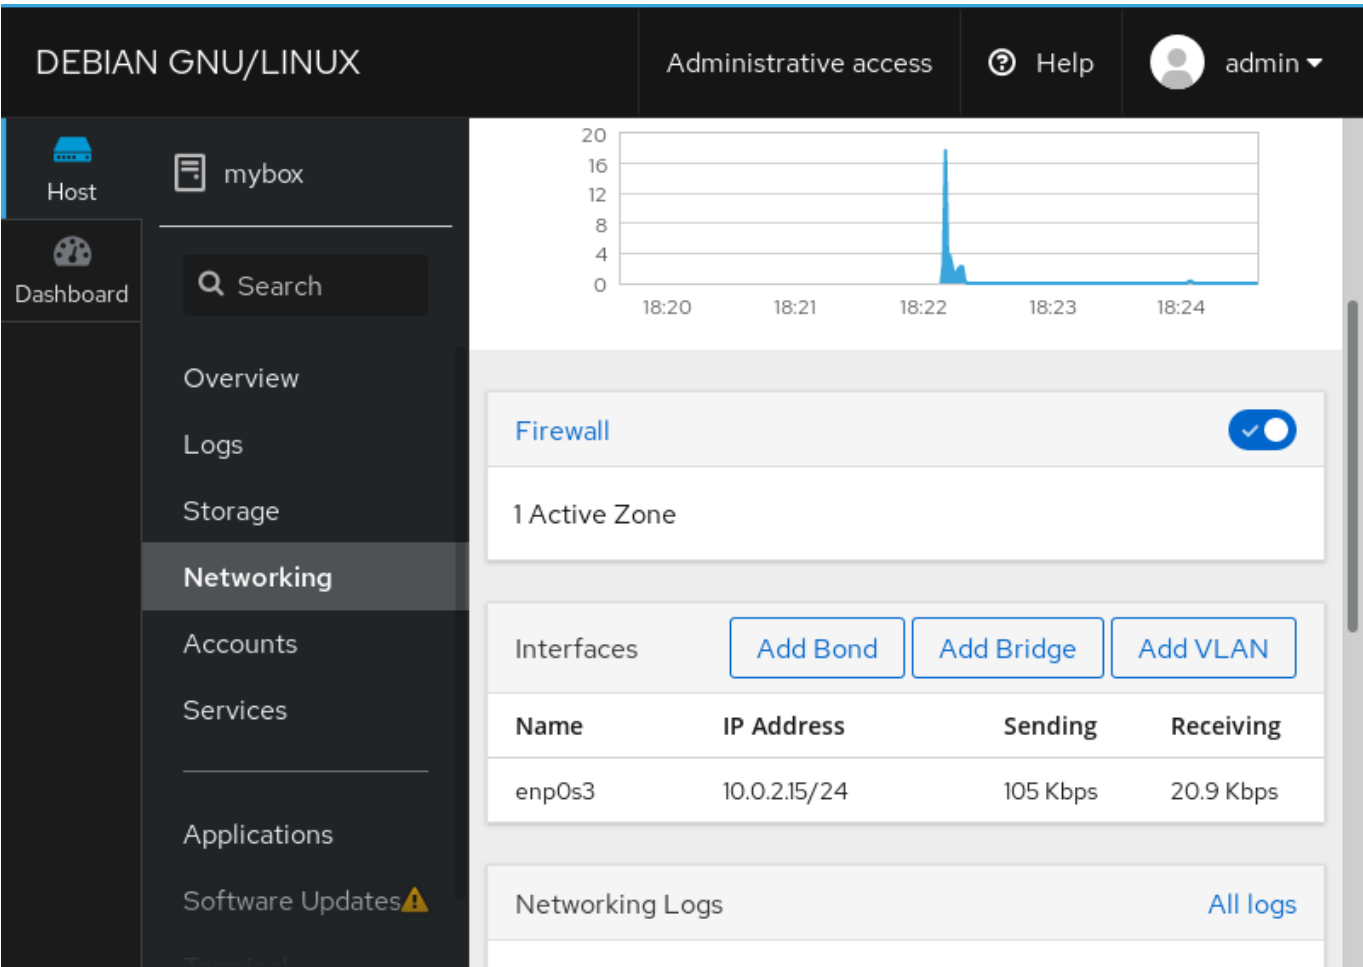 DEBIAN GNU/LINUX
Administrative access
Help
admin
Host
Dashboard
mybox
Search
Overview
Logs
Storage
Networking
Accounts
Services
Applications
Software Updates
Terminal
20
16
12
8
4
0
18:20 18:21 18:22 18:23 18:24
Firewall
1 Active Zone
Interfaces Add Bond Add Bridge Add VLAN
Name IP Address Sending Receiving
enp0s3 10.0.2.15/24 105 Kbps 20.9 Kbps
Networking Logs All logs